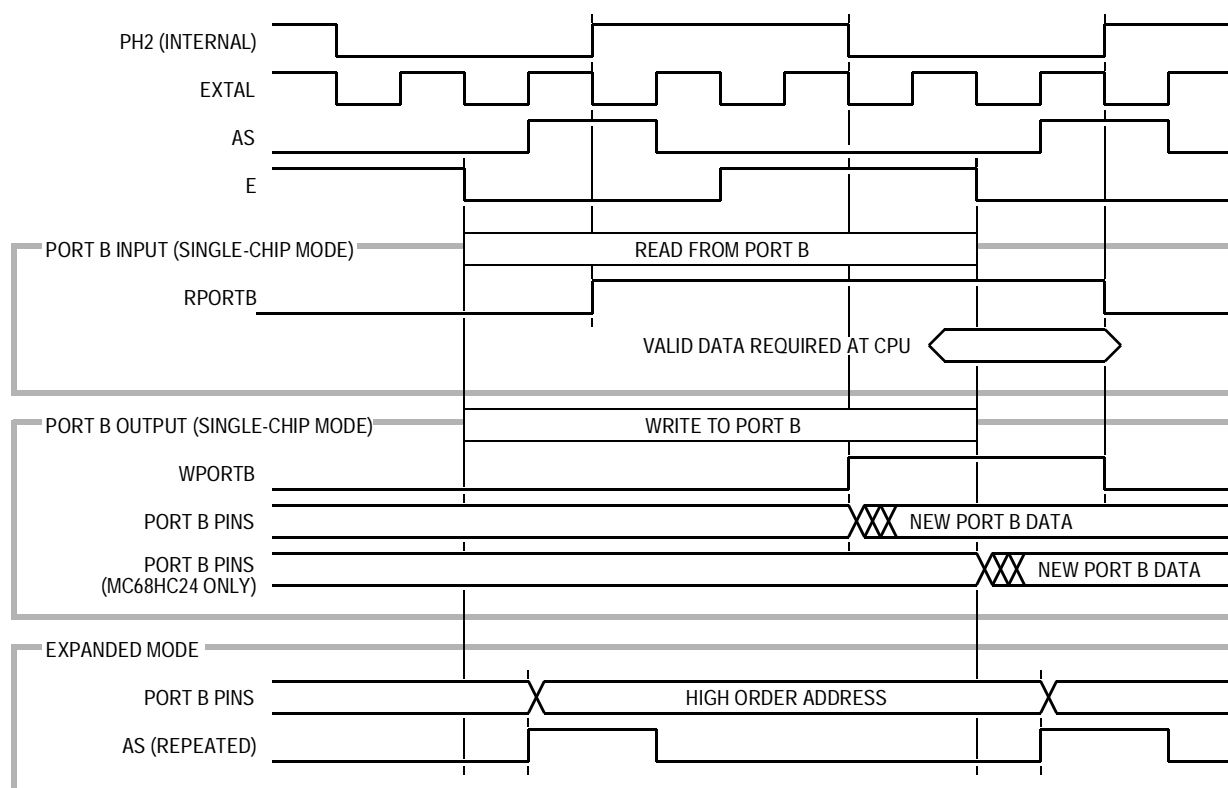 PH2 (INTERNAL)
EXTAL
AS
E
PORT B INPUT (SINGLE-CHIP MODE)
READ FROM PORT B
RPORTB
VALID DATA REQUIRED AT CPU
PORT B OUTPUT (SINGLE-CHIP MODE)
WRITE TO PORT B
WPORTB
PORT B PINS
NEW PORT B DATA
PORT B PINS
(MC68HC24 ONLY)
NEW PORT B DATA
EXPANDED MODE
PORT B PINS
HIGH ORDER ADDRESS
AS (REPEATED)